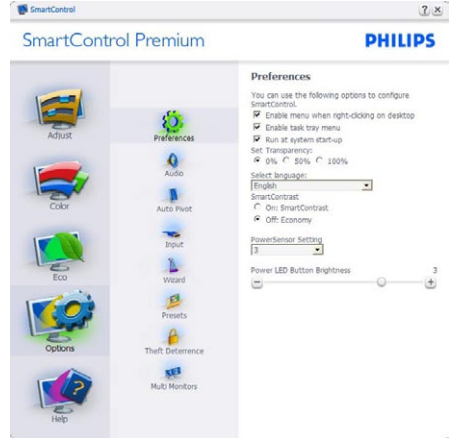 SmartControl
SmartControl Premium
PHILIPS
Adjust
Color
Eco
Options
Help
Preferences
Audio
Auto Pivot
Input
Wizard
Presets
Theft Deterrence
Multi Monitors
Preferences
You can use the following options to configure
SmartControl.
Enable menu when right-clicking on desktop
Enable task tray menu
Run at system start-up
Set Transparency:
0% 50% 100%
Select language:
English
SmartContrast
On: SmartContrast
Off: Economy
PowerSensor Setting
3
Power LED Button Brightness 3